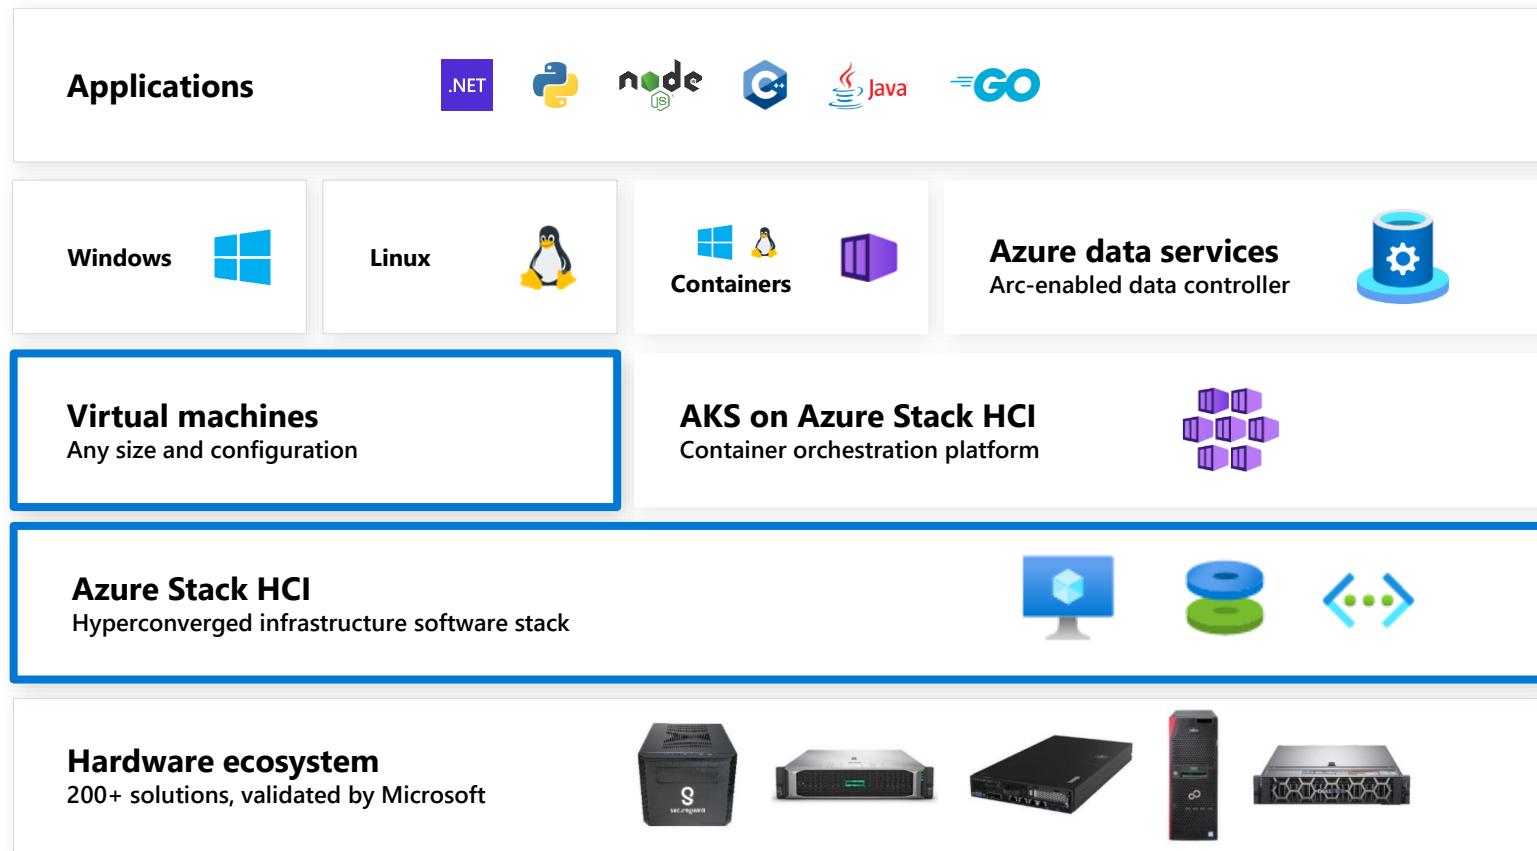 Applications
.NET
node
JS
C++
Java
GO
Windows
Linux
Containers
Azure data services
Arc-enabled data controller
Virtual machines
Any size and configuration
AKS on Azure Stack HCI
Container orchestration platform
Azure Stack HCI
Hyperconverged infrastructure software stack
Hardware ecosystem
200+ solutions, validated by Microsoft
secureguard